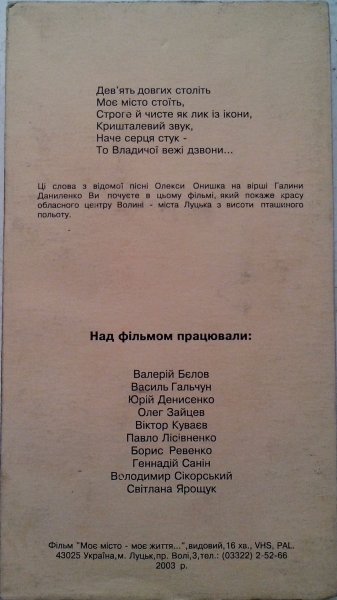 Дев'ять довгих століть
Моє місто стоїть,
Строге й чисте як лик із ікони,
Кришталевий звук,
Наче серця стук -
То Владичої вежі дзвони...
Ці слова з відомої пісні Олекси Онишка на вірші Галини
Даниленко Ви почуєте в цьому фільмі, який покаже красу
обласного центру Волині - міста Луцька з висоти пташиного
польоту.
Над фільмом працювали:
Валерій Бєлов
Василь Гальчун
Юрій Денисенко
Олег Зайцев
Віктор Куваєв
Павло Лісівненко
Борис Ревенко
Геннадій Санін
Володимир Сікорський
Світлана Ярощук
Фільм "Моє місто - моє життя...",видовий,16 хв., VHS, PAL.
43025 Україна,м. Луцьк,пр. Волі,3,тел.: (03322) 2-52-66
2003 р.